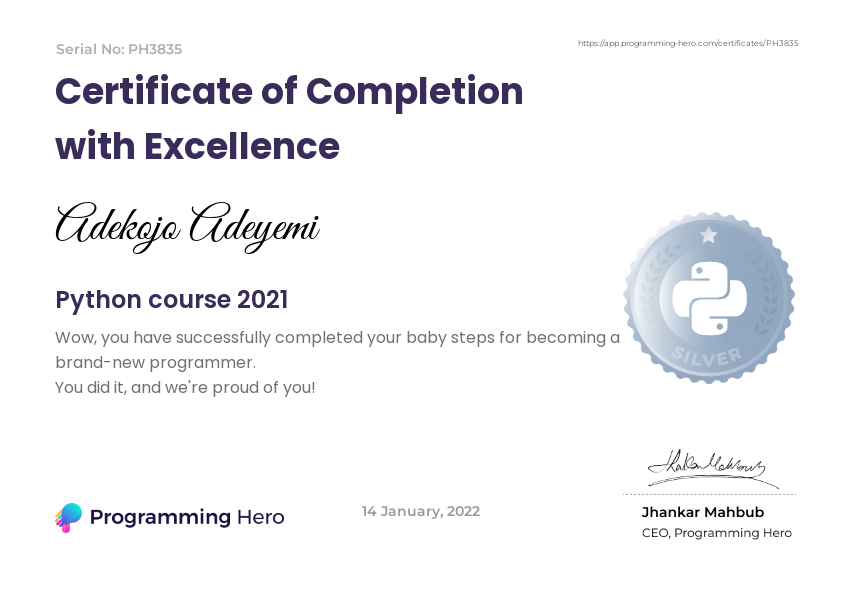 Serial No: PH3835
https://app.programming-hero.com/certificates/PH3835
Certificate of Completion
with Excellence
Adekojo Adeyemi
Python course 2021
Wow, you have successfully completed your baby steps for becoming a
brand-new programmer.
You did it, and we're proud of you!
SILVER
Programming Hero
14 January, 2022
Jhankar Mahbub
CEO, Programming Hero